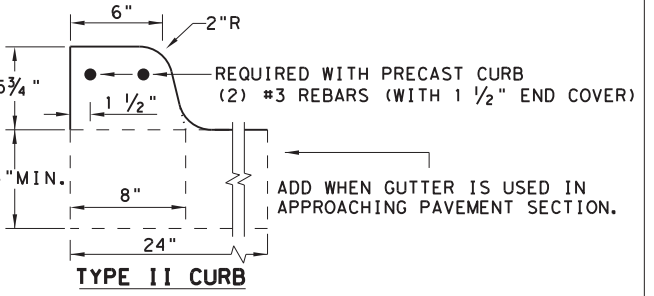 6"
2"R
5¾"
REQUIRED WITH PRECAST CURB
(2) #3 REBARS (WITH 1 ½" END COVER)
1 ½"
"MIN.
8"
ADD WHEN GUTTER IS USED IN
APPROACHING PAVEMENT SECTION.
24"
TYPE II CURB